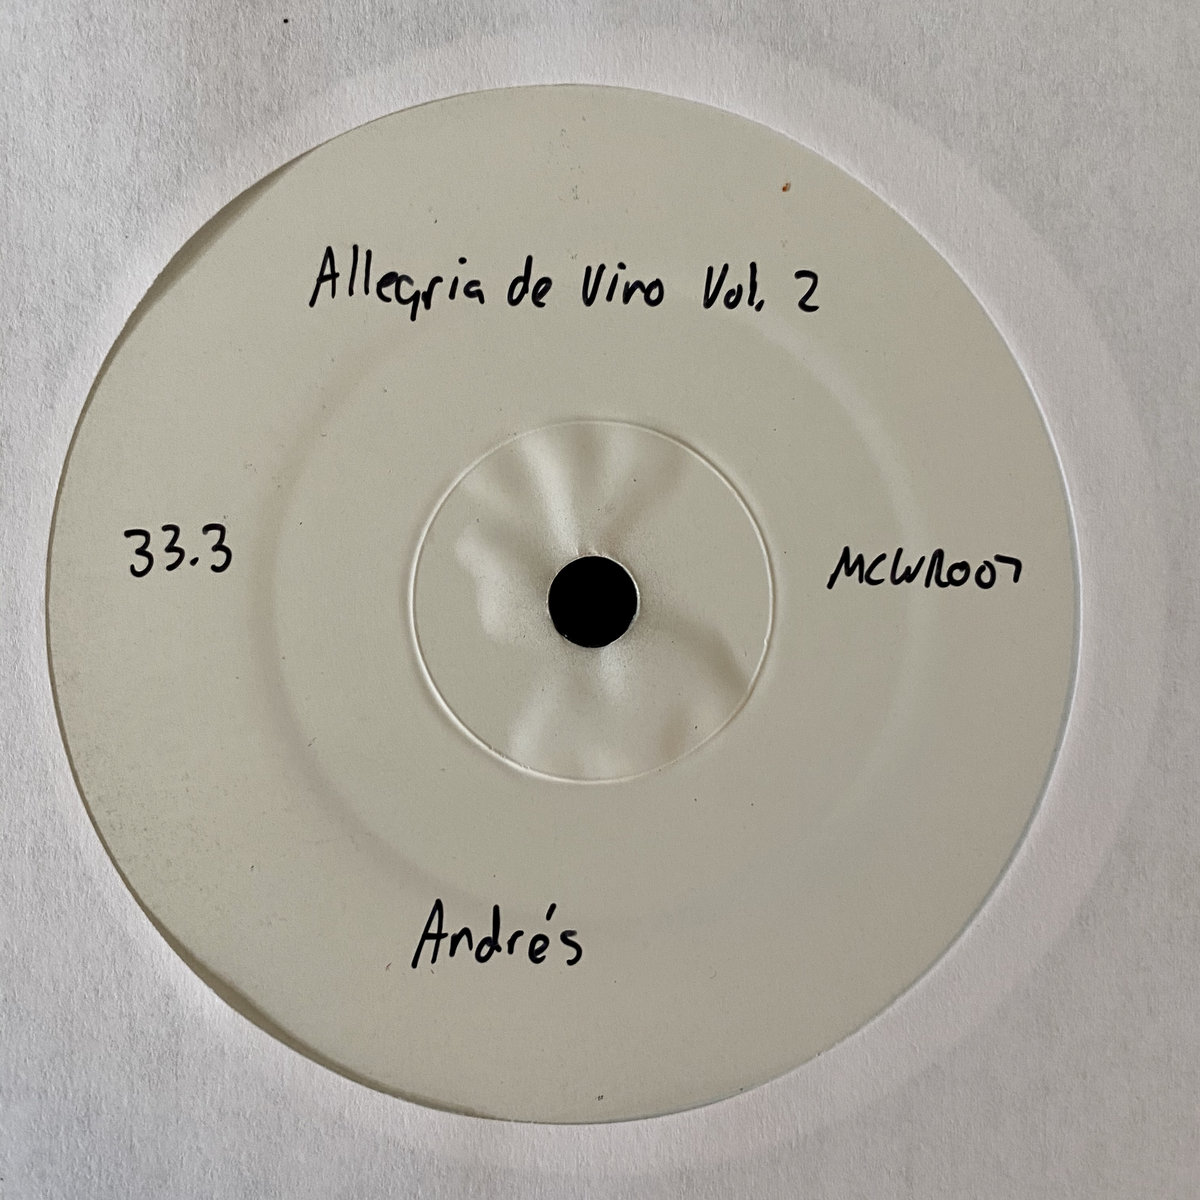 Allegria de Vino Vol. 2
33.3
MCWR007
Andrés